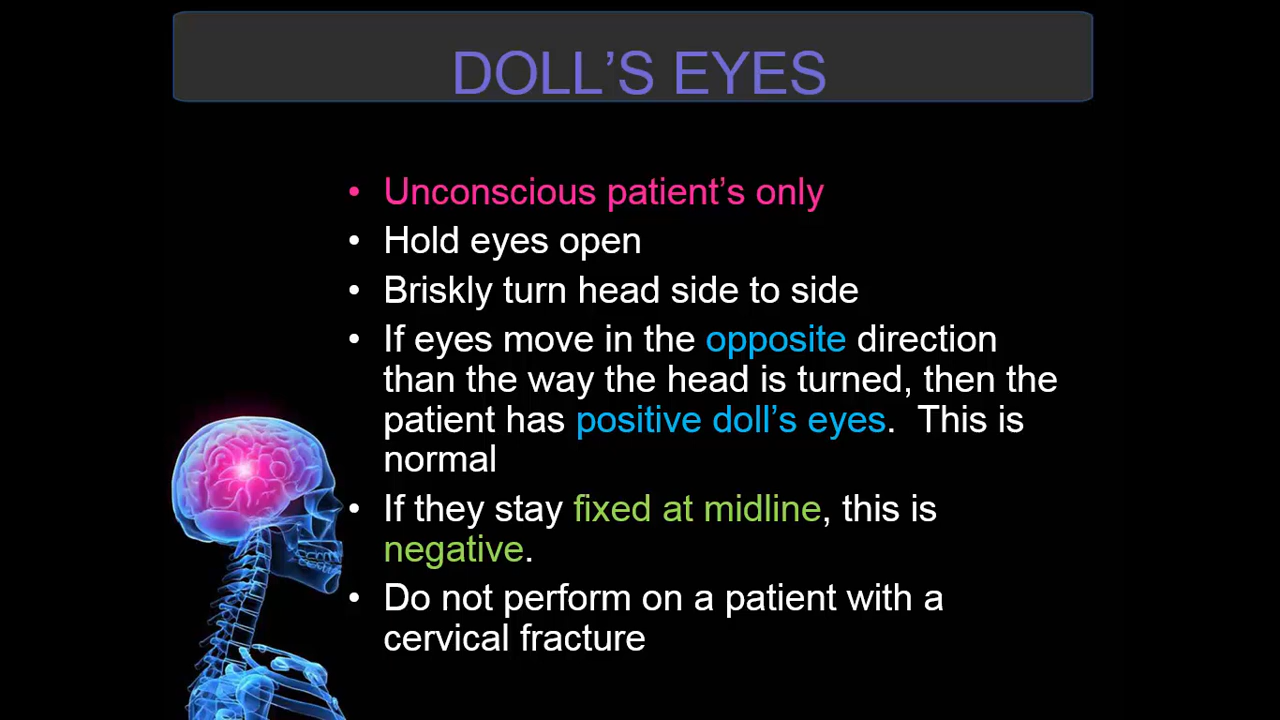 DOLL’S EYES
• Unconscious patient’s only
• Hold eyes open
• Briskly turn head side to side
• If eyes move in the opposite direction
than the way the head is turned, then the
patient has positive doll’s eyes.  This is
normal
• If they stay fixed at midline, this is
negative.
• Do not perform on a patient with a
cervical fracture